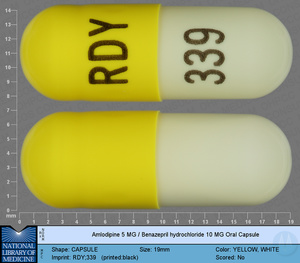 14
13
12
11
10
9
8
7
6
5
4
3
2
1
0
mm
RDY 339
0 1 2 3 4 5 6 7 8 9 10 11 12 13 14 15 16 17 18 19
Amlodipine 5 MG / Benazepril hydrochloride 10 MG Oral Capsule
NATIONAL
LIBRARY OF
MEDICINE
Shape: CAPSULE Size: 19mm Color: YELLOW, WHITE
Imprint: RDY;339 (printed:black) Scored: No